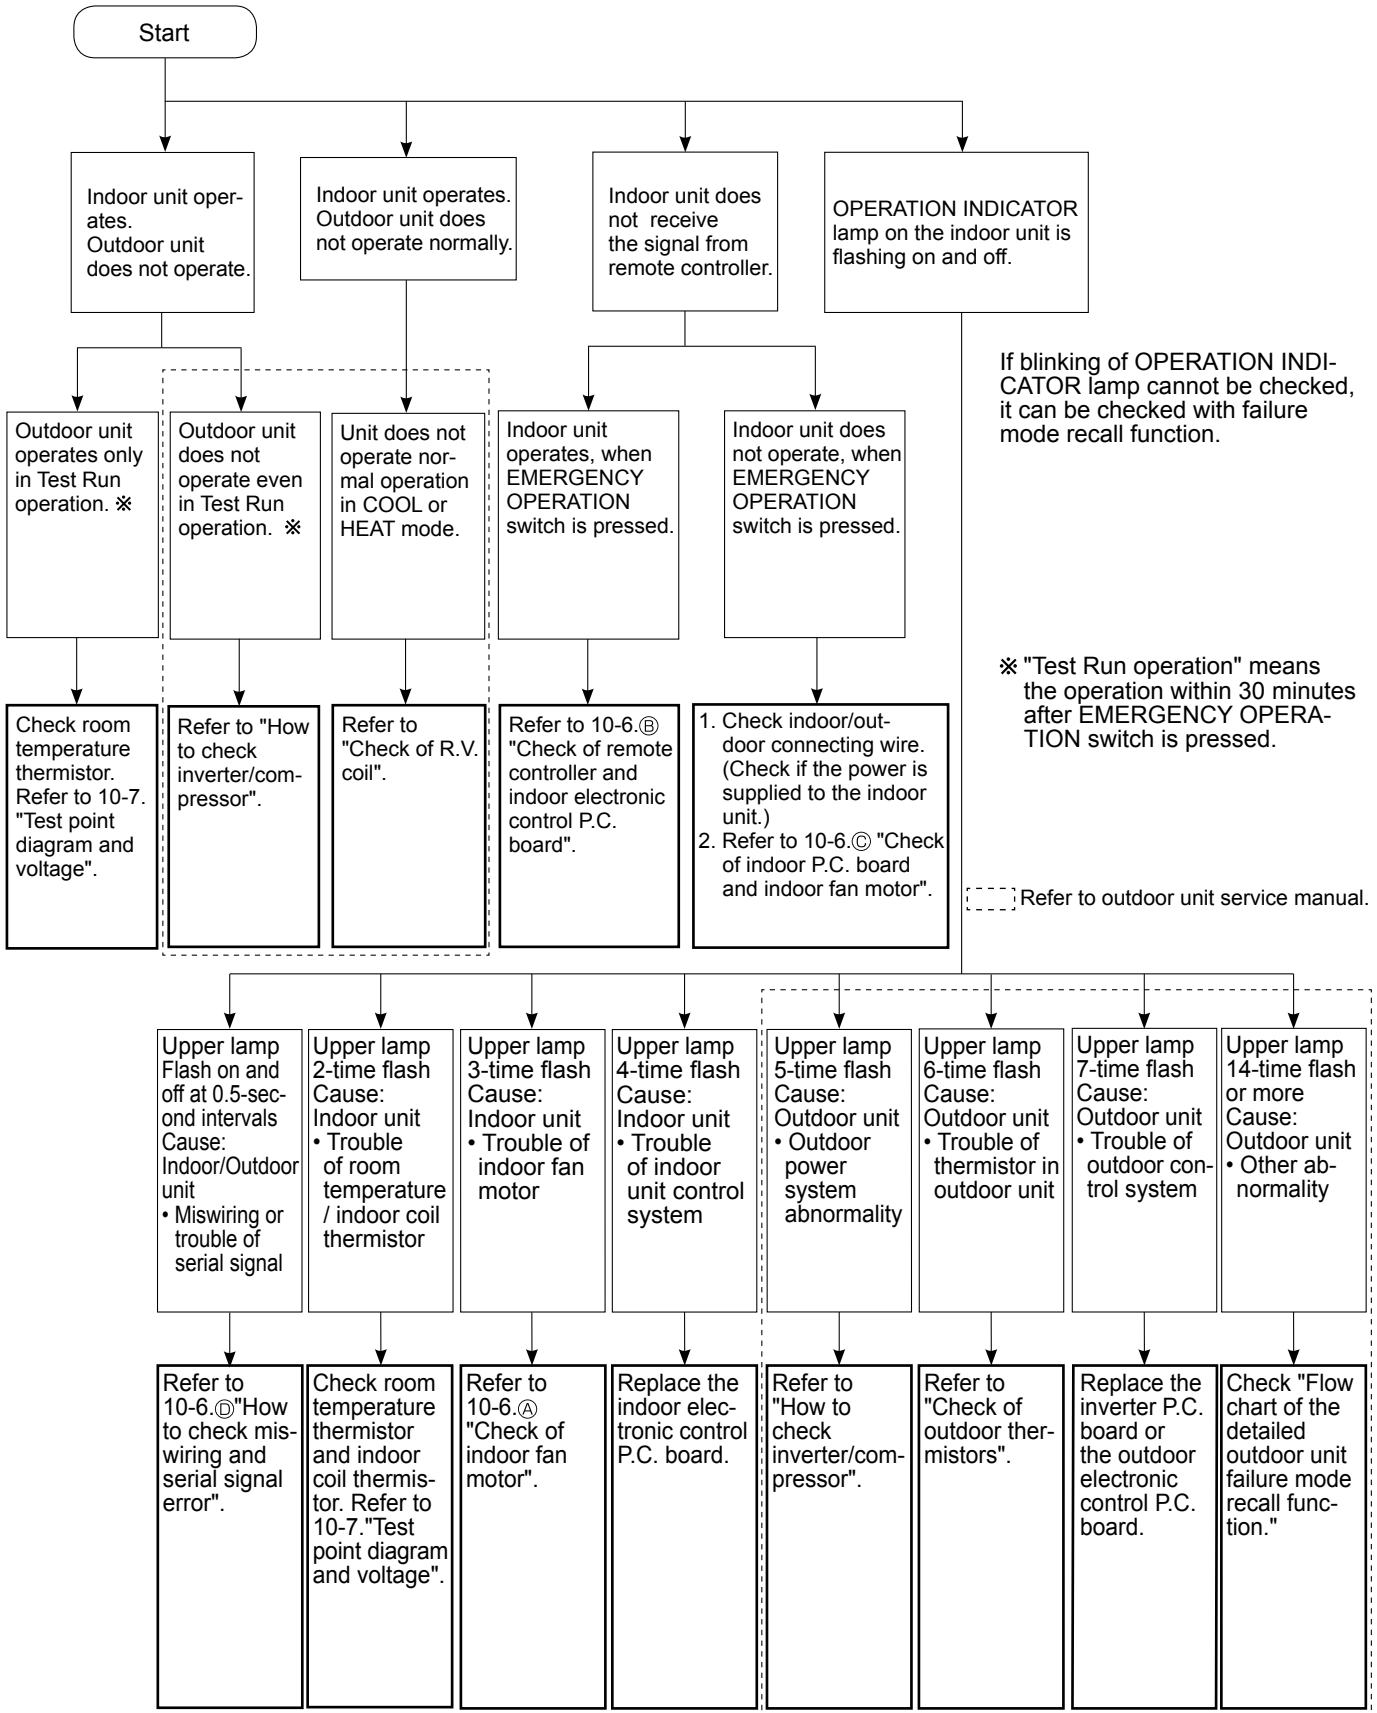 Start
Indoor unit oper-
ates.
Outdoor unit
does not operate.
Indoor unit operates.
Outdoor unit does
not operate normally.
Indoor unit does
not receive
the signal from
remote controller.
OPERATION INDICATOR
lamp on the indoor unit is
flashing on and off.
If blinking of OPERATION INDI-
CATOR lamp cannot be checked,
it can be checked with failure
mode recall function.
Outdoor unit
operates only
in Test Run
operation. ※
Outdoor unit
does not
operate even
in Test Run
operation. ※
Unit does not
operate nor-
mal operation
in COOL or
HEAT mode.
Indoor unit
operates, when
EMERGENCY
OPERATION
switch is pressed.
Indoor unit does
not operate, when
EMERGENCY
OPERATION
switch is pressed.
※ "Test Run operation" means
the operation within 30 minutes
after EMERGENCY OPERA-
TION switch is pressed.
Check room
temperature
thermistor.
Refer to 10-7.
"Test point
diagram and
voltage".
Refer to "How
to check
inverter/com-
pressor".
Refer to
"Check of R.V.
coil".
Refer to 10-6.Ⓑ
"Check of remote
controller and
indoor electronic
control P.C.
board".
1. Check indoor/out-
door connecting wire.
(Check if the power is
supplied to the indoor
unit.)
2. Refer to 10-6.Ⓒ "Check
of indoor P.C. board
and indoor fan motor".
Refer to outdoor unit service manual.
Upper lamp
Flash on and
off at 0.5-sec-
ond intervals
Cause:
Indoor/Outdoor
unit
• Miswiring or
trouble of
serial signal
Upper lamp
2-time flash
Cause:
Indoor unit
• Trouble
of room
temperature
/ indoor coil
thermistor
Upper lamp
3-time flash
Cause:
Indoor unit
• Trouble of
indoor fan
motor
Upper lamp
4-time flash
Cause:
Indoor unit
• Trouble
of indoor
unit control
system
Upper lamp
5-time flash
Cause:
Outdoor unit
• Outdoor
power
system
abnormality
Upper lamp
6-time flash
Cause:
Outdoor unit
• Trouble of
thermistor in
outdoor unit
Upper lamp
7-time flash
Cause:
Outdoor unit
• Trouble of
outdoor con-
trol system
Upper lamp
14-time flash
or more
Cause:
Outdoor unit
• Other ab-
normality
Refer to
10-6.Ⓓ"How
to check mis-
wiring and
serial signal
error".
Check room
temperature
thermistor
and indoor
coil thermis-
tor. Refer to
10-7."Test
point diagram
and voltage".
Refer to
10-6.Ⓐ
"Check of
indoor fan
motor".
Replace the
indoor elec-
tronic control
P.C. board.
Refer to
"How to
check
inverter/com-
pressor".
Refer to
"Check of
outdoor ther-
mistors".
Replace the
inverter P.C.
board or
the outdoor
electronic
control P.C.
board.
Check "Flow
chart of the
detailed
outdoor unit
failure mode
recall func-
tion."